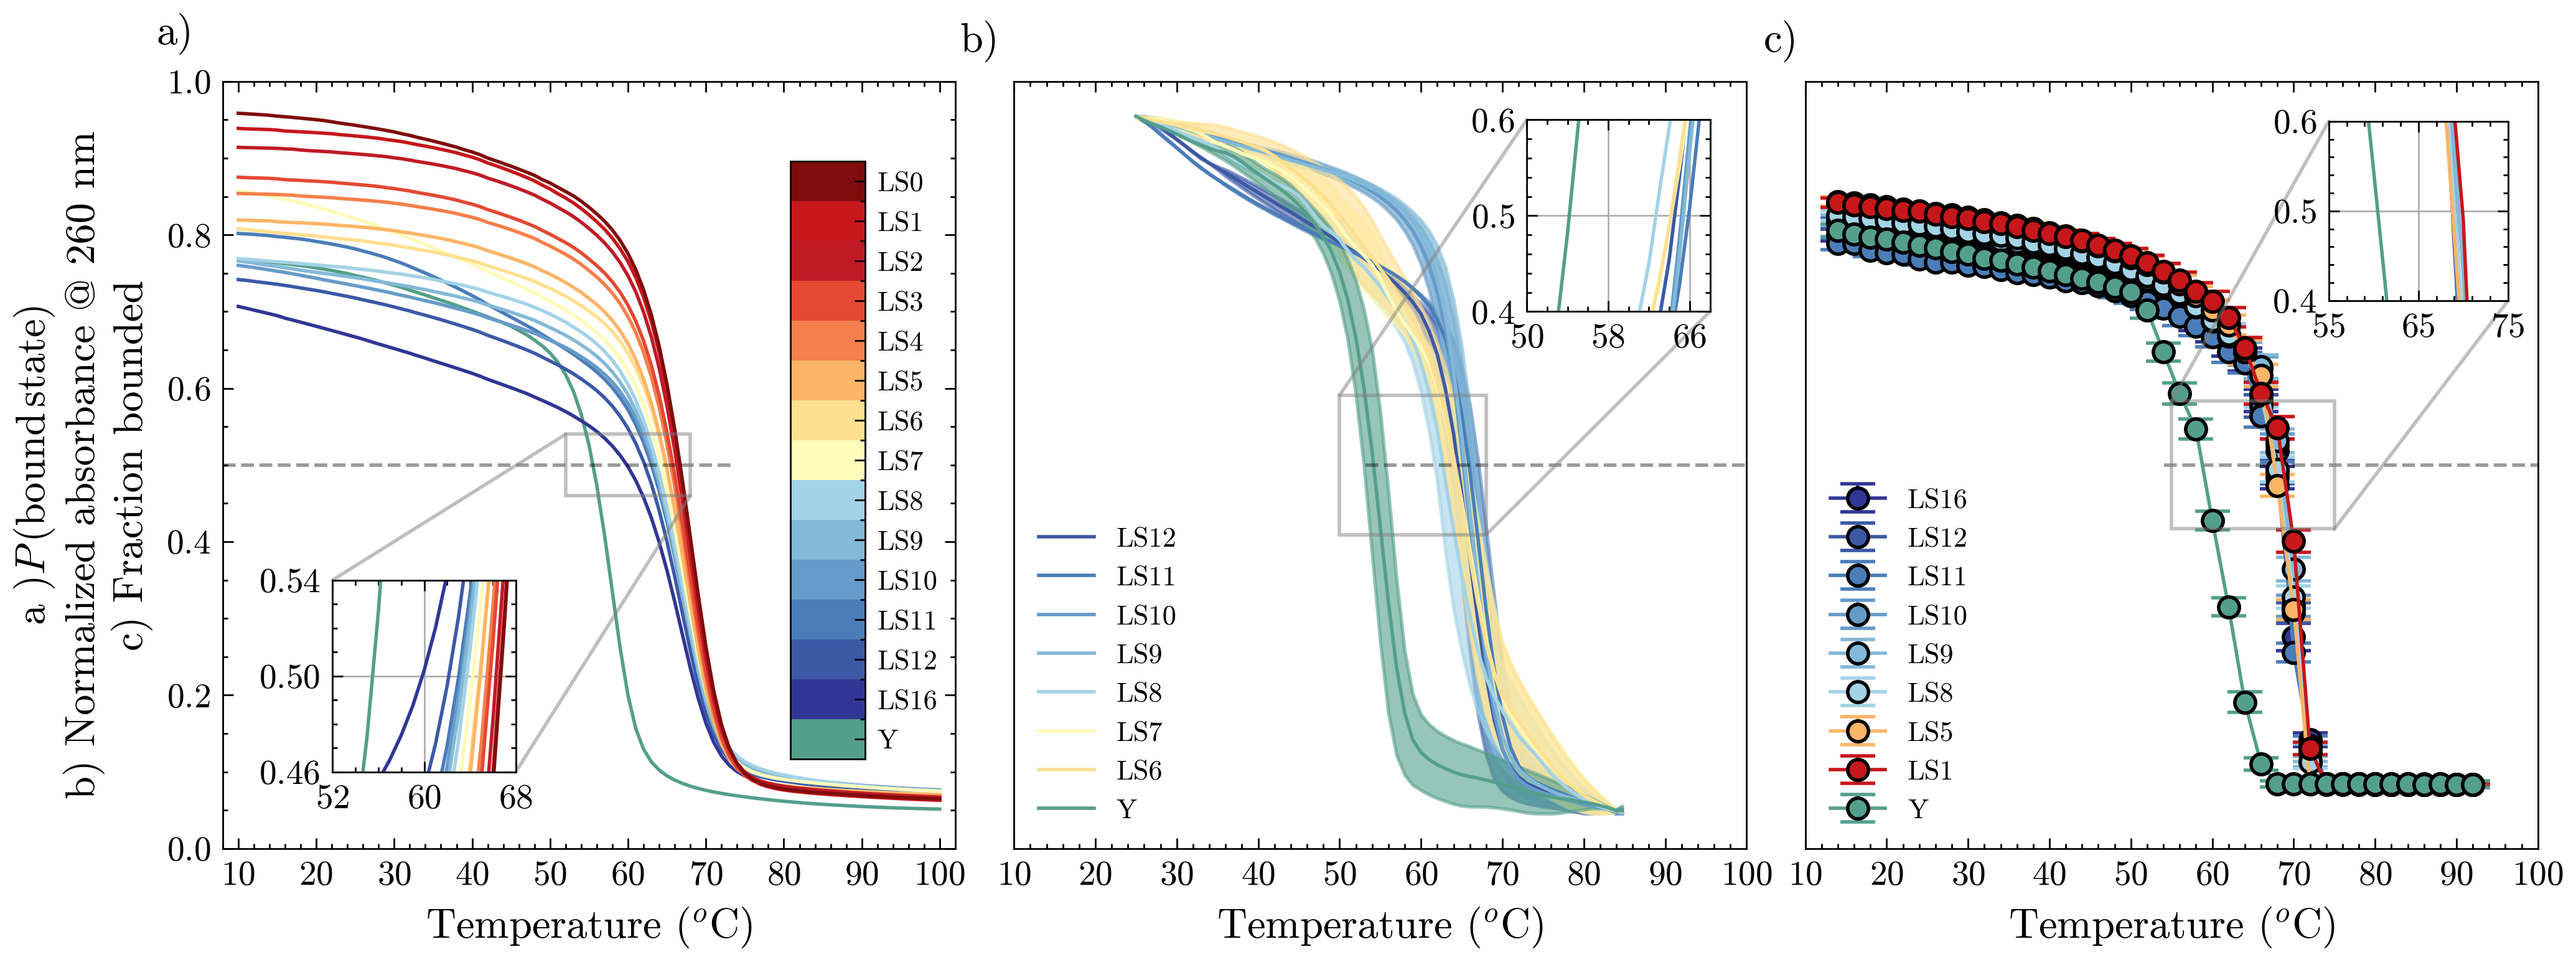 a)
b)
c)
a )P(bound state)
b) Normalized absorbance @ 260 nm
c) Fraction bounded
1.0
0.8
0.6
0.4
0.2
0.0
LS0
LS1
LS2
LS3
LS4
LS5
LS6
LS7
LS8
LS9
LS10
LS11
LS12
LS16
Y
0.54
0.50
0.46
52 60 68
10 20 30 40 50 60 70 80 90 100
Temperature (°C)
0.6
0.5
0.4
50 58 66
LS12
LS11
LS10
LS9
LS8
LS7
LS6
Y
10 20 30 40 50 60 70 80 90 100
Temperature (°C)
0.6
0.5
0.4
55 65 75
LS16
LS12
LS11
LS10
LS9
LS8
LS5
LS1
Y
10 20 30 40 50 60 70 80 90 100
Temperature (°C)